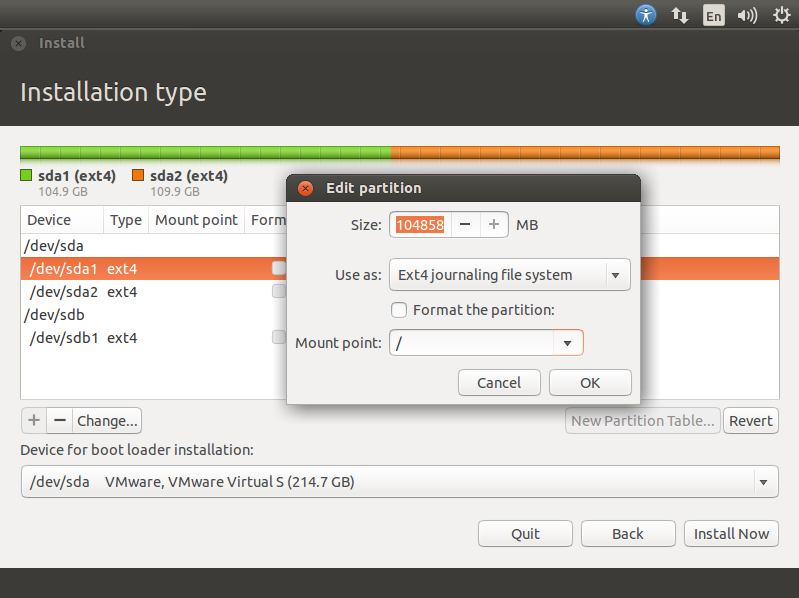 En
Install
Installation type
sda1 (ext4)
104.9 GB
sda2 (ext4)
109.9 GB
Device Type Mount point Form
/dev/sda
/dev/sda1 ext4
/dev/sda2 ext4
/dev/sdb
/dev/sdb1 ext4
Edit partition
Size: 104858 − + MB
Use as: Ext4 journaling file system
Format the partition:
Mount point: /
Cancel OK
+ − Change... New Partition Table... Revert
Device for boot loader installation:
/dev/sda VMware, VMware Virtual S (214.7 GB)
Quit Back Install Now